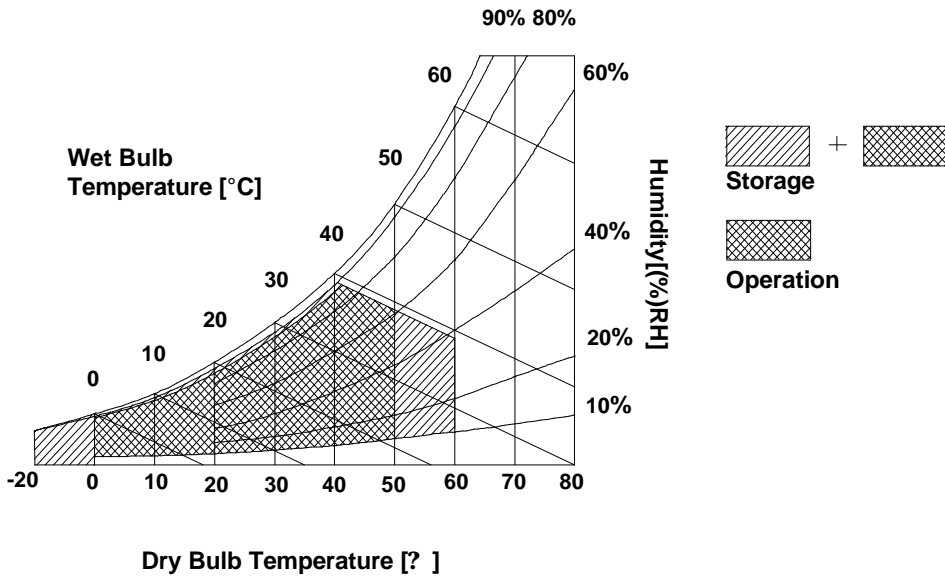 90% 80%
60
60%
50
Wet Bulb
Temperature [°C]
Storage
+
40
40%
Humidity[(%)RH]
30
Operation
20
20%
10
0
10%
-20 0 10 20 30 40 50 60 70 80
Dry Bulb Temperature [? ]